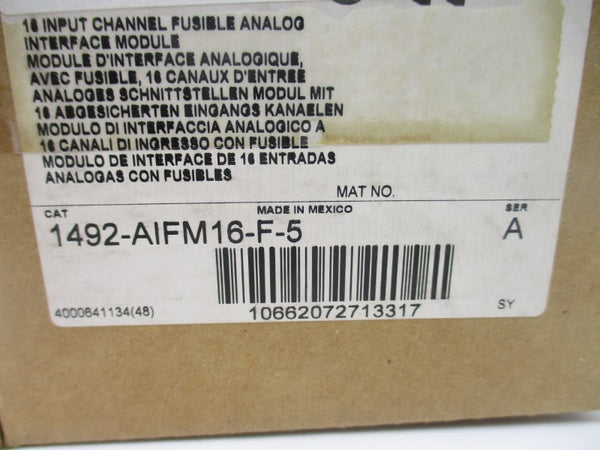 16 INPUT CHANNEL FUSIBLE ANALOG
INTERFACE MODULE
MODULE D'INTERFACE ANALOGIQUE,
AVEC FUSIBLE, 16 CANAUX D'ENTREE
ANALOGES SCHNITTSTELLEN MODUL MIT
16 ABGESICHERTEN EINGANGS KANAELEN
MODULO DI INTERFACCIA ANALOGICO A
16 CANALI DI INGRESSO CON FUSIBLE
MODULO DE INTERFACE DE 16 ENTRADAS
ANALOGAS CON FUSIBLES
MAT NO.
CAT MADE IN MEXICO SER
1492-AIFM16-F-5 A
4000641134(48) 10662072713317 SY